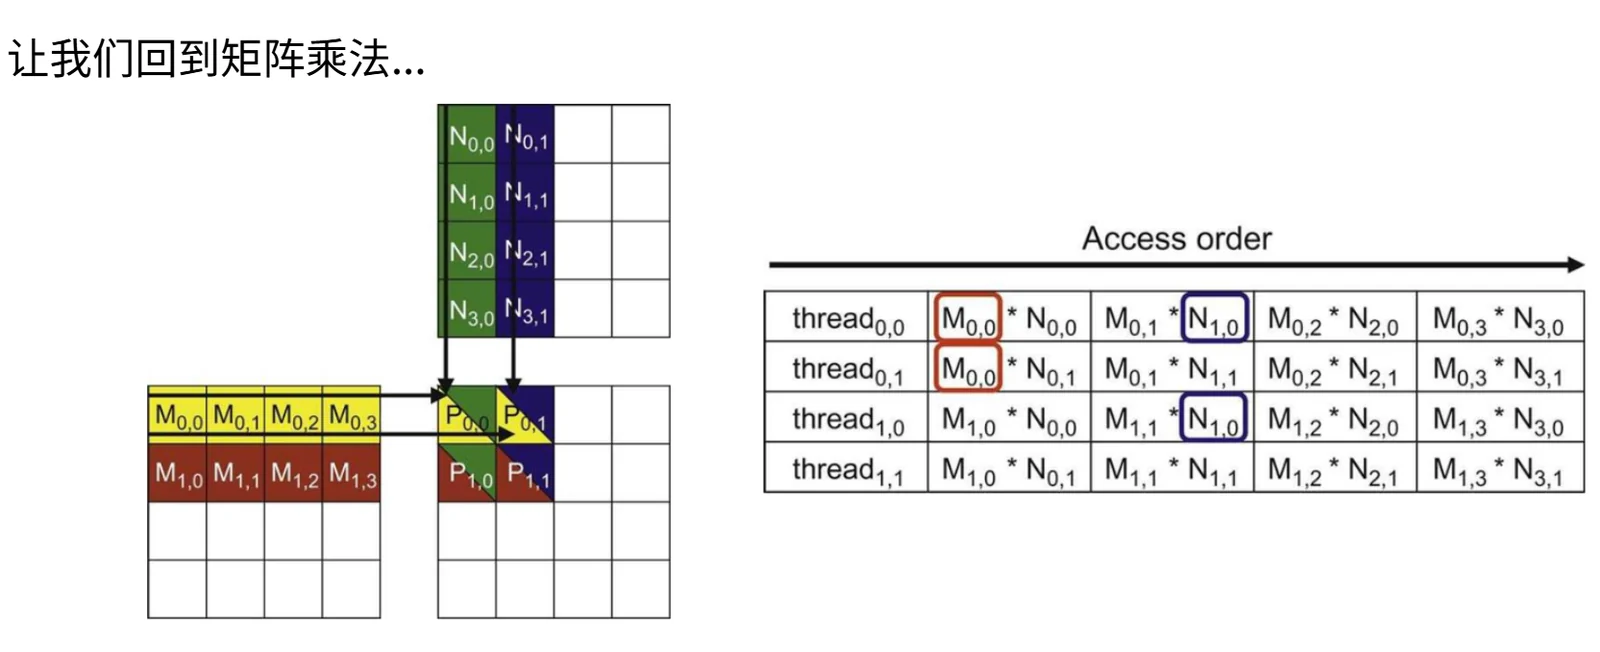 让我们回到矩阵乘法...
N0,0 N0,1
N1,0 N1,1
N2,0 N2,1
N3,0 N3,1
M0,0 M0,1 M0,2 M0,3 P0,0 P0,1
M1,0 M1,1 M1,2 M1,3 P1,0 P1,1
Access order
thread0,0 M0,0 * N0,0 M0,1 * N1,0 M0,2 * N2,0 M0,3 * N3,0
thread0,1 M0,0 * N0,1 M0,1 * N1,1 M0,2 * N2,1 M0,3 * N3,1
thread1,0 M1,0 * N0,0 M1,1 * N1,0 M1,2 * N2,0 M1,3 * N3,0
thread1,1 M1,0 * N0,1 M1,1 * N1,1 M1,2 * N2,1 M1,3 * N3,1